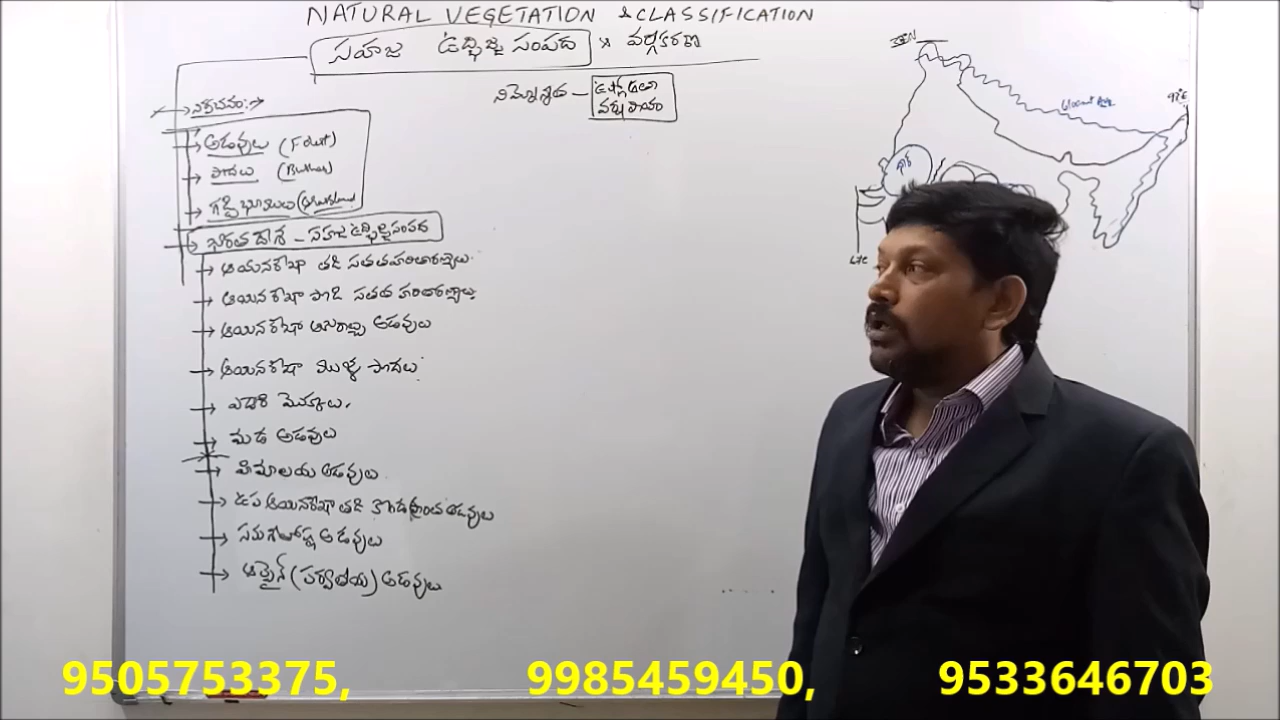 NATURAL VEGETATION & CLASSIFICATION
సహజ ఉద్భిజ్జ సంపద & వర్గీకరణ
నిర్వచనం:→
నిమ్నోన్నత – ఉష్ణోగ్రత
వర్షపాతం
అడవులు (Forest)
పొదలు (Bushes)
గడ్డి భూములు (Grassland)
భారతదేశ – సహజ ఉద్భిజ్జ సంపద
ఆయనరేఖా తడి సతతహరితారణ్యాలు
ఆయనరేఖా పొడి సతత హరితారణ్యాలు
ఆయనరేఖా ఆకురాల్చు అడవులు
ఆయనరేఖా ముళ్ళ పొదలు
ఎడారి మొక్కలు.
మడ అడవులు
హిమాలయ అడవులు
ఉప ఆయనరేఖా తడి కొండప్రాంత అడవులు
సమశీతోష్ణ అడవులు
ఆల్పైన్ (పర్వతీయ) అడవులు
థార్
97°E
9505753375,
9985459450,
9533646703